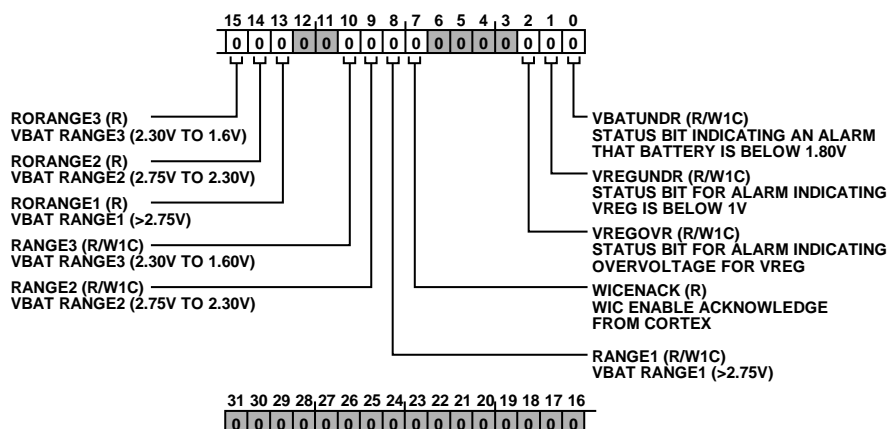 15 14 13 12 11 10 9 8 7 6 5 4 3 2 1 0
0 0 0 0 0 0 0 0 0 0 0 0 0 0 0 0
RORANGE3 (R)
VBAT RANGE3 (2.30V TO 1.6V)
RORANGE2 (R)
VBAT RANGE2 (2.75V TO 2.30V)
RORANGE1 (R)
VBAT RANGE1 (>2.75V)
RANGE3 (R/W1C)
VBAT RANGE3 (2.30V TO 1.60V)
RANGE2 (R/W1C)
VBAT RANGE2 (2.75V TO 2.30V)
VBATUNDR (R/W1C)
STATUS BIT INDICATING AN ALARM
THAT BATTERY IS BELOW 1.80V
VREGUNDR (R/W1C)
STATUS BIT FOR ALARM INDICATING
VREG IS BELOW 1V
VREGOVR (R/W1C)
STATUS BIT FOR ALARM INDICATING
OVERVOLTAGE FOR VREG
WICENACK (R)
WIC ENABLE ACKNOWLEDGE
FROM CORTEX
RANGE1 (R/W1C)
VBAT RANGE1 (>2.75V)
31 30 29 28 27 26 25 24 23 22 21 20 19 18 17 16
0 0 0 0 0 0 0 0 0 0 0 0 0 0 0 0